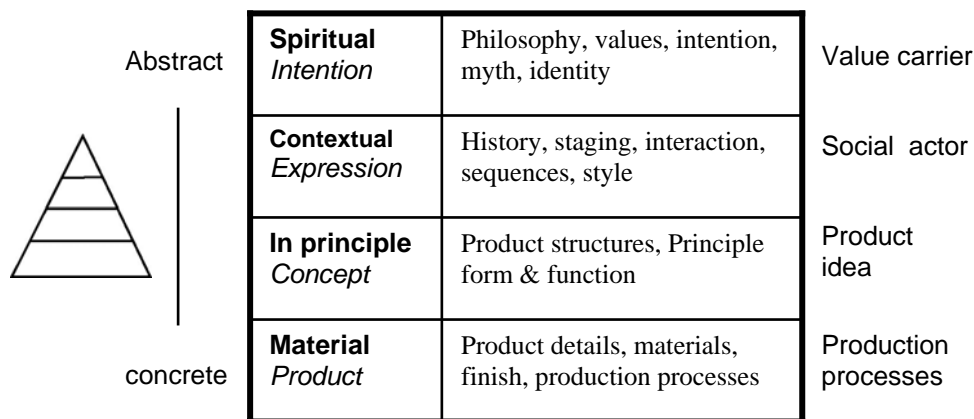 Abstract
Spiritual
Intention
Philosophy, values, intention,
myth, identity
Value carrier
Contextual
Expression
History, staging, interaction,
sequences, style
Social actor
In principle
Concept
Product structures, Principle
form & function
Product
idea
concrete
Material
Product
Product details, materials,
finish, production processes
Production
processes